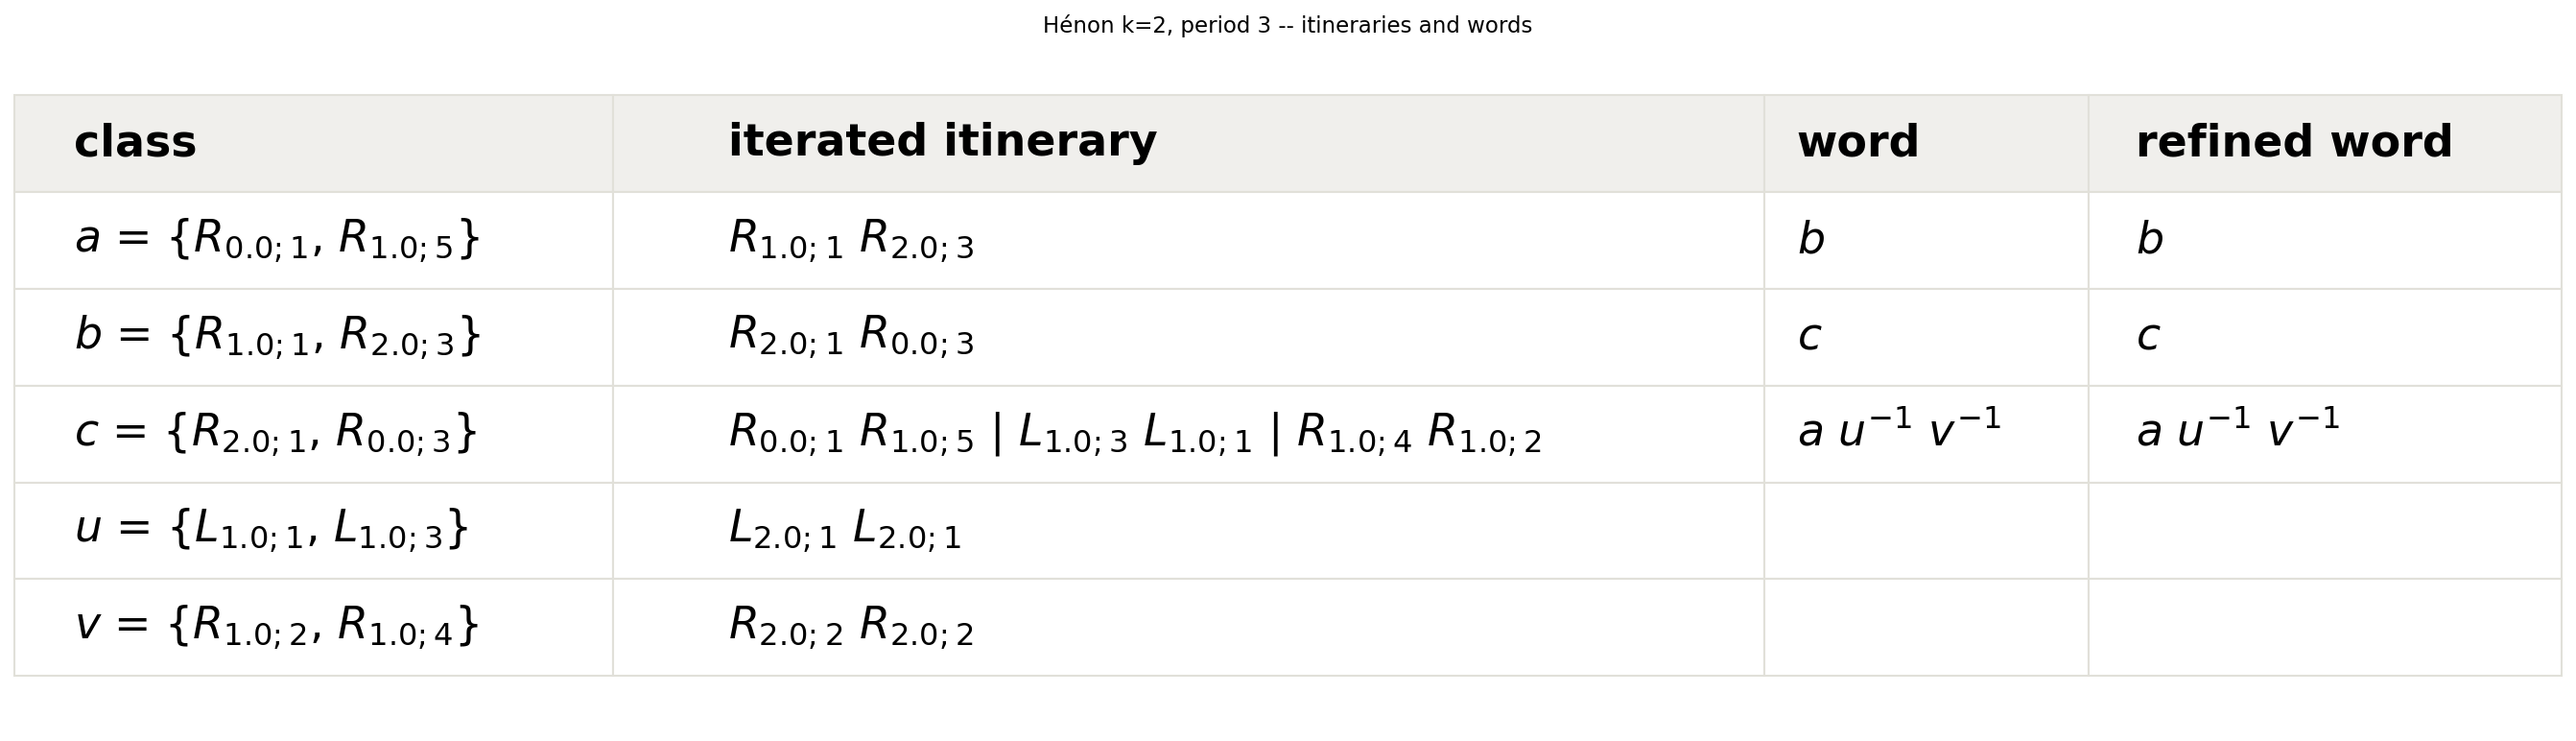 Hénon k=2, period 3 -- itineraries and words
class iterated itinerary word refined word
a = {R₀.₀; ₁, R₁.₀; ₅} R₁.₀; ₁ R₂.₀; ₃ b b
b = {R₁.₀; ₁, R₂.₀; ₃} R₂.₀; ₁ R₀.₀; ₃ c c
c = {R₂.₀; ₁, R₀.₀; ₃} R₀.₀; ₁ R₁.₀; ₅ | L₁.₀; ₃ L₁.₀; ₁ | R₁.₀; ₄ R₁.₀; ₂ a u⁻¹ v⁻¹ a u⁻¹ v⁻¹
u = {L₁.₀; ₁, L₁.₀; ₃} L₂.₀; ₁ L₂.₀; ₁
v = {R₁.₀; ₂, R₁.₀; ₄} R₂.₀; ₂ R₂.₀; ₂